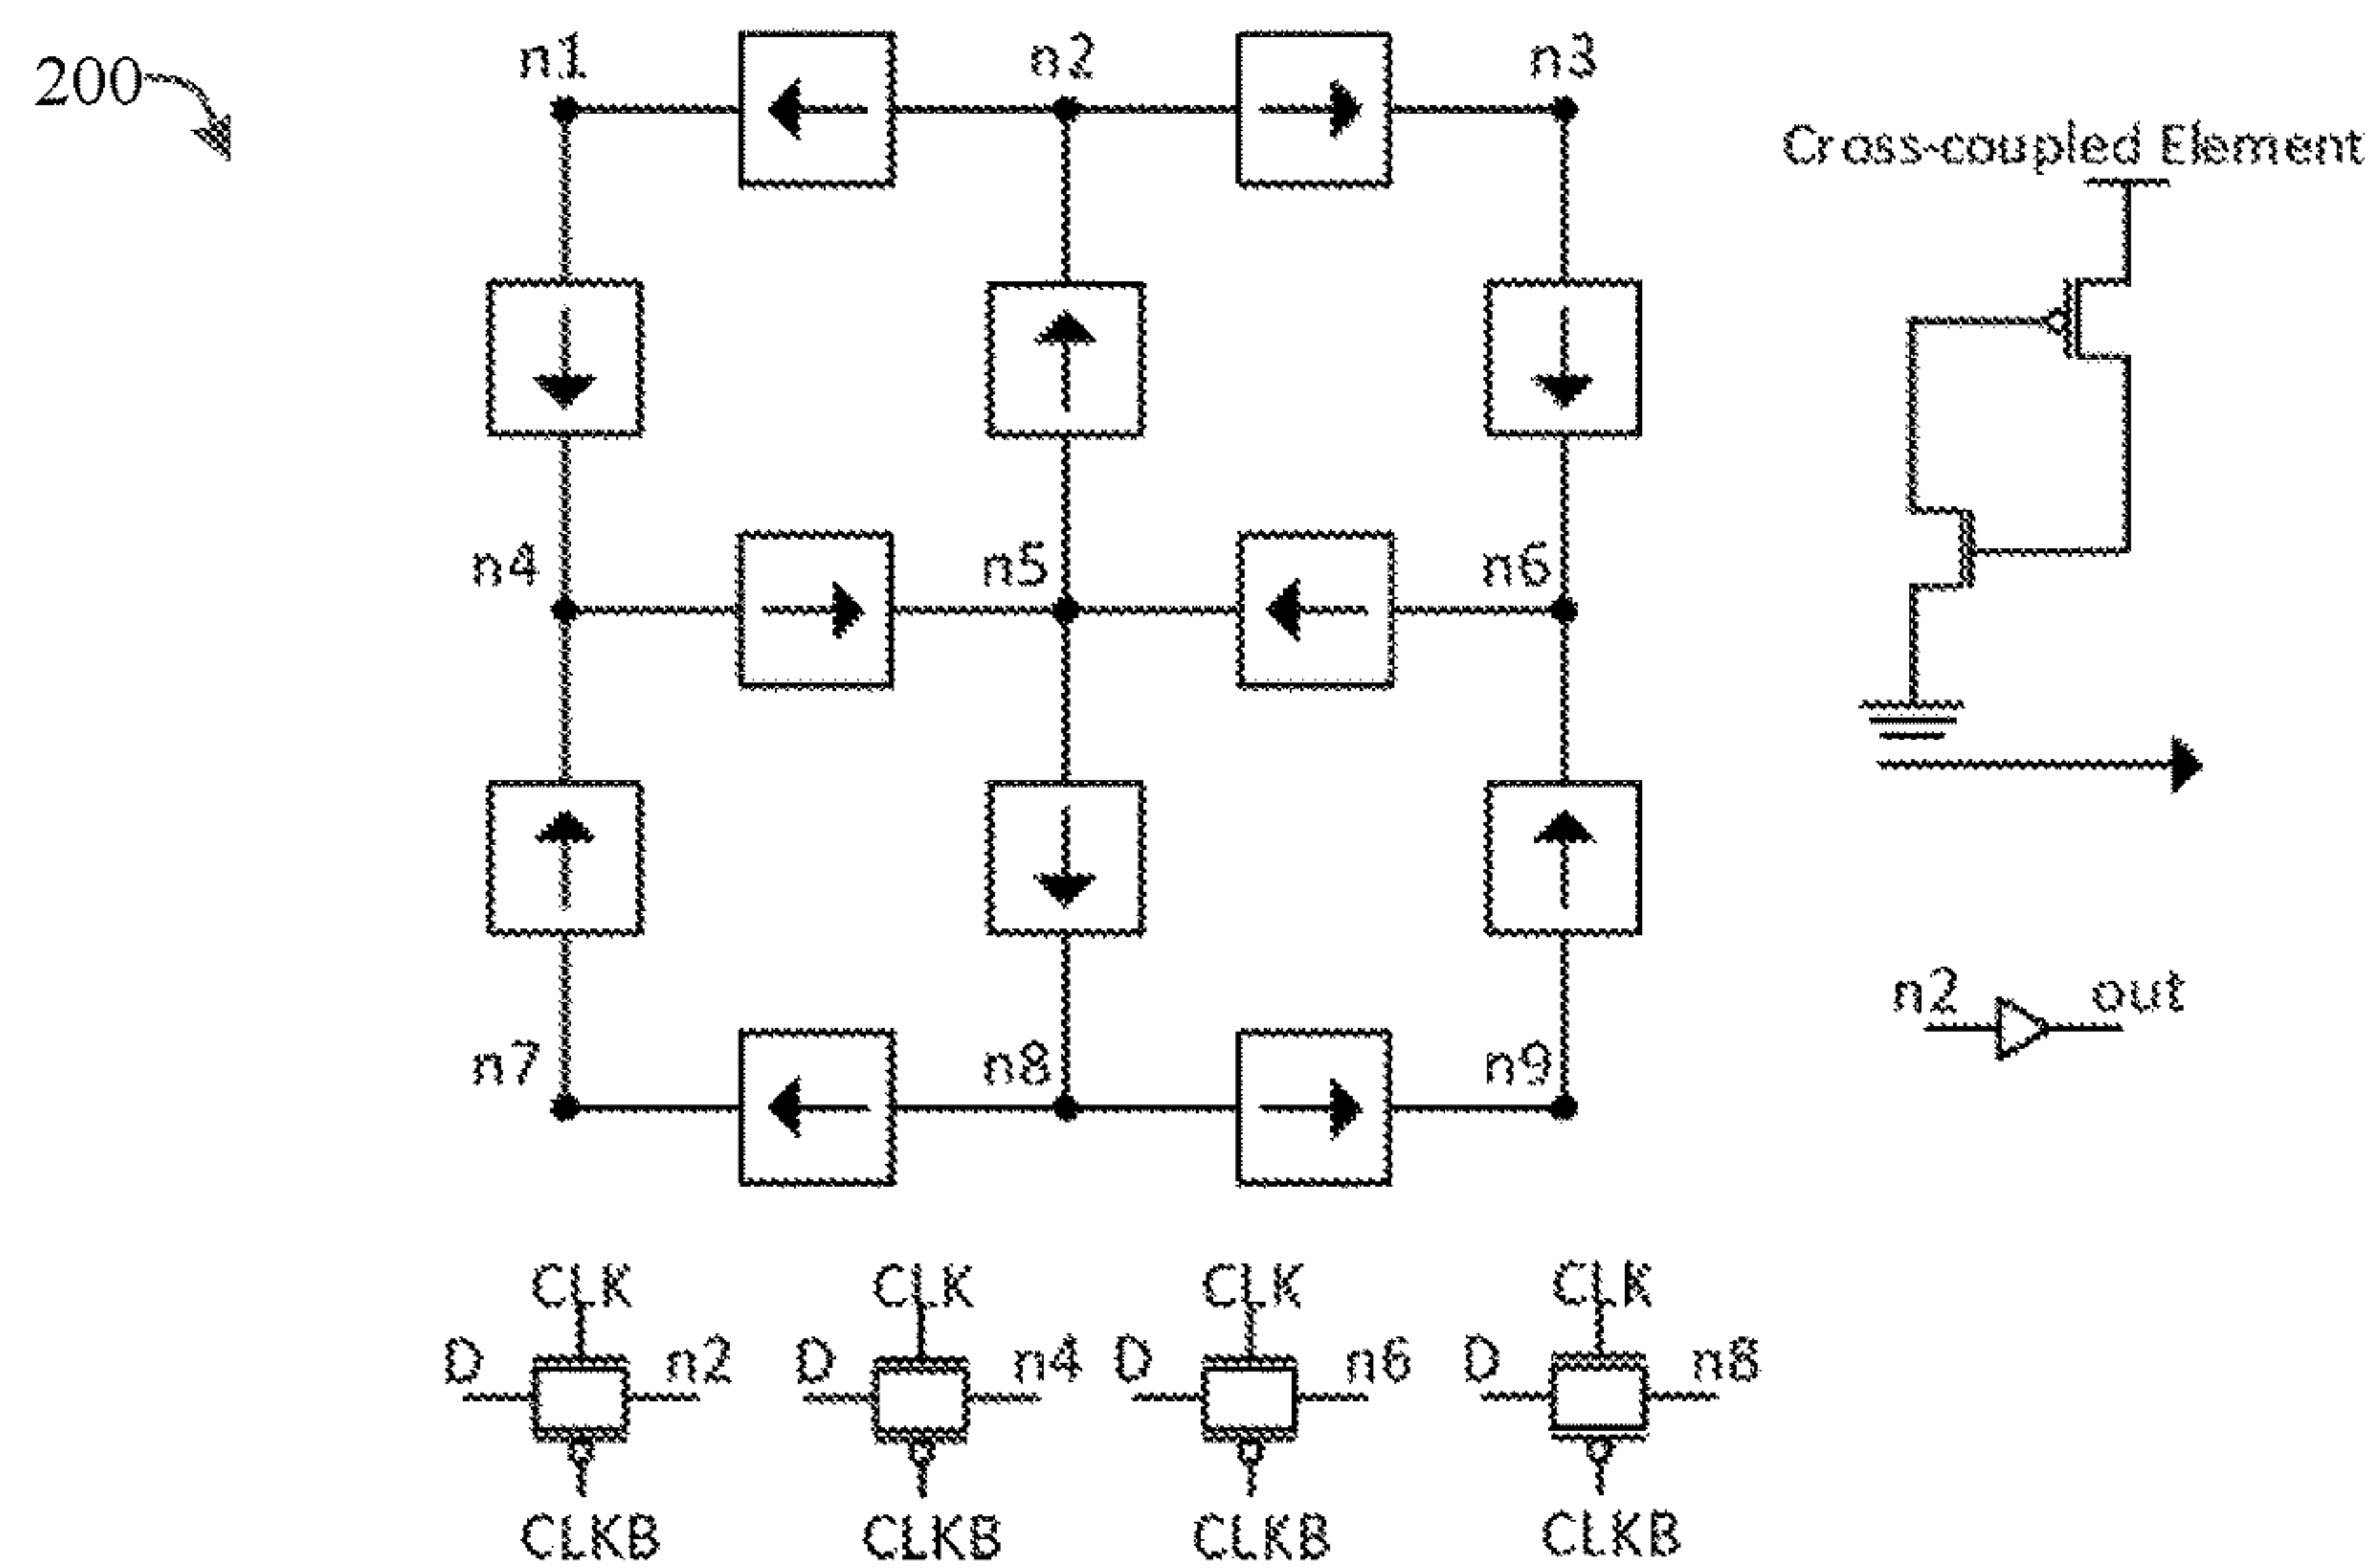 200
n1 n2 n3
Cross-coupled Element
n4 n5 n6
n7 n8 n9
n2 out
CLK CLK CLK CLK
D n2 D n4 D n6 D n8
CLKB CLKB CLKB CLKB